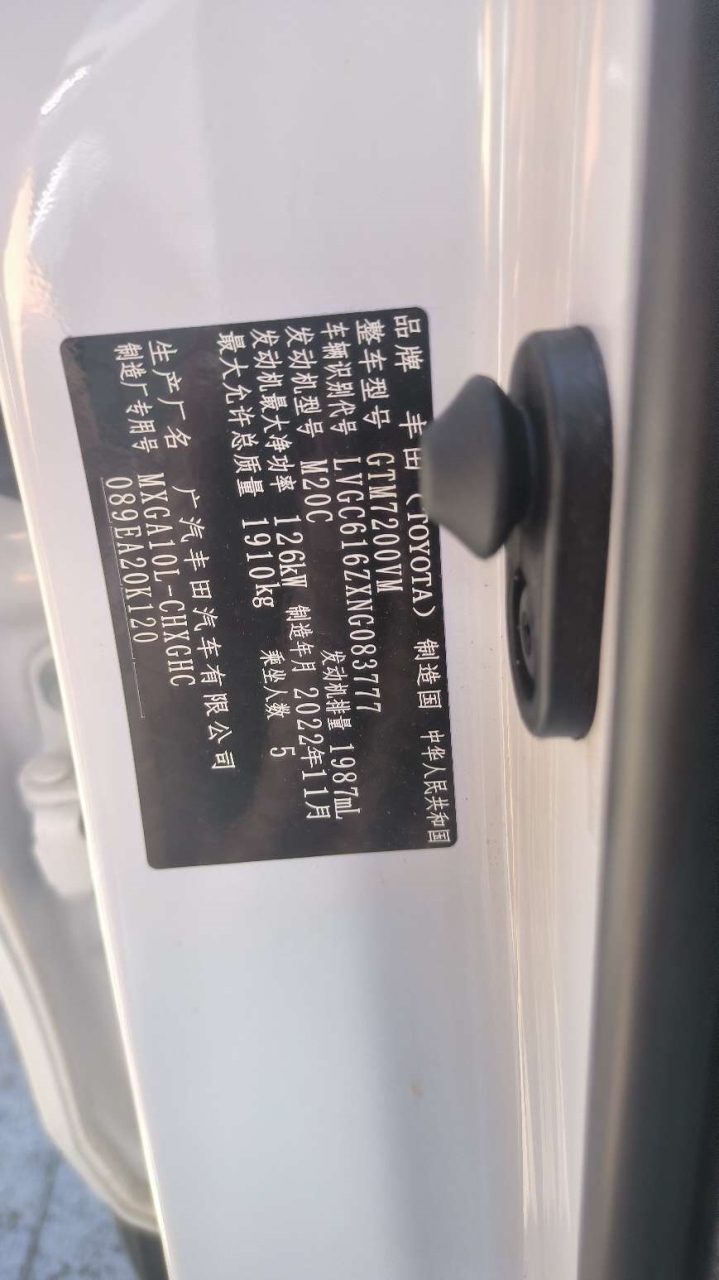 品牌 丰田(TOYOTA) 制造国 中华人民共和国
整车型号 GTM7200VM
车辆识别代号 LVGC616ZXNG083777
发动机型号 M20C 发动机排量 1987mL
发动机最大净功率 126kW 制造年月 2022年11月
最大允许总质量 1910kg 乘坐人数 5
生产厂名 广汽丰田汽车有限公司
制造厂专用号 MXGA10L-CHXGHC
089EA20K120